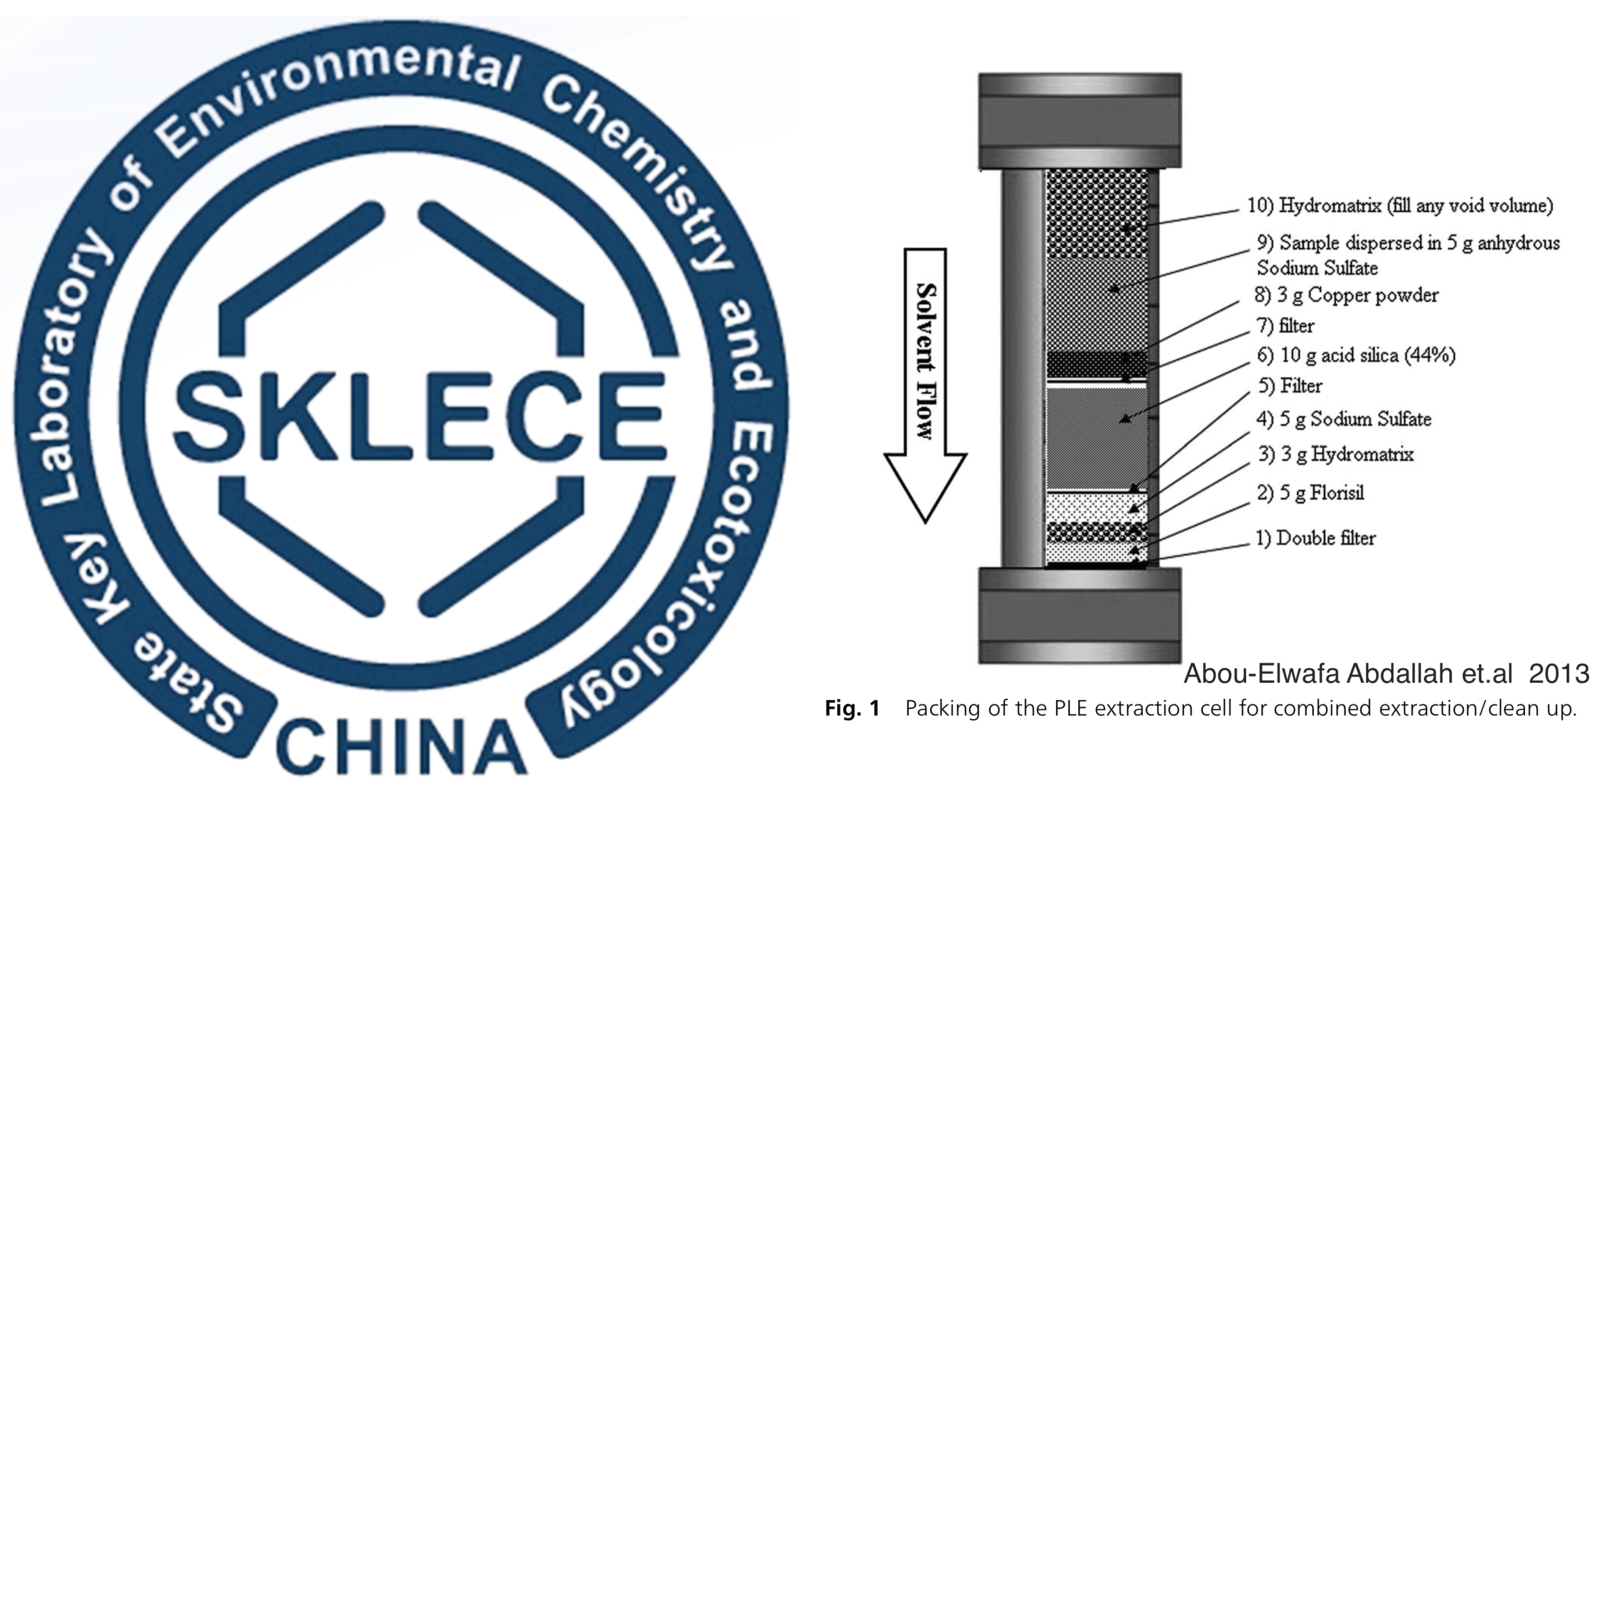 State Key Laboratory of Environmental Chemistry and Ecotoxicology
SKLECE
CHINA
Solvent Flow
10) Hydromatrix (fill any void volume)
9) Sample dispersed in 5 g anhydrous
Sodium Sulfate
8) 3 g Copper powder
7) filter
6) 10 g acid silica (44%)
5) Filter
4) 5 g Sodium Sulfate
3) 3 g Hydromatrix
2) 5 g Florisil
1) Double filter
Abou-Elwafa Abdallah et.al 2013
Fig. 1 Packing of the PLE extraction cell for combined extraction/clean up.